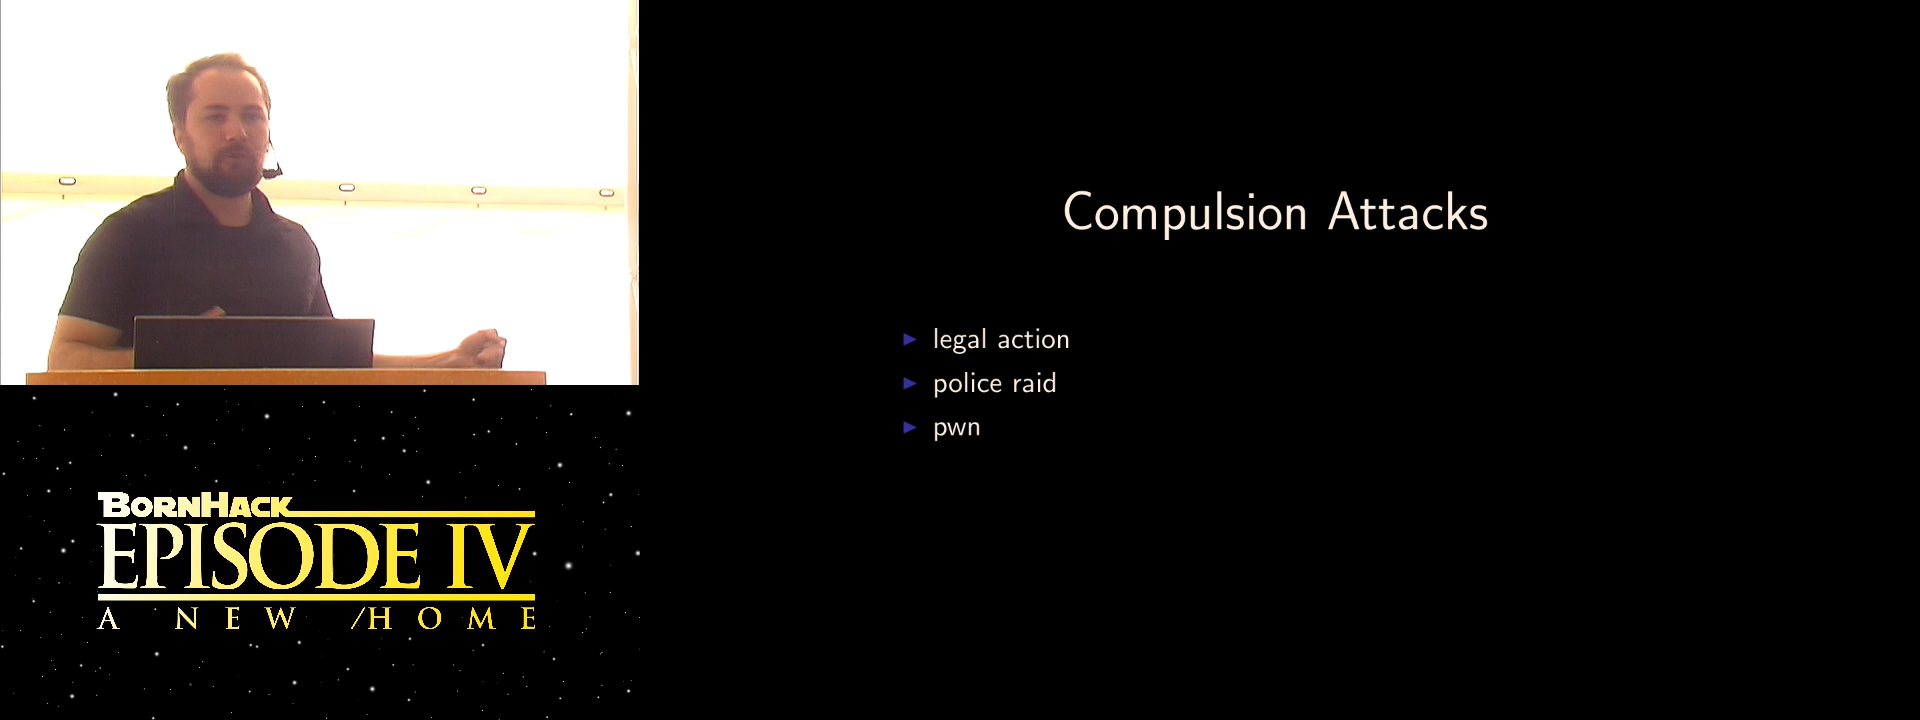 Compulsion Attacks
legal action
police raid
pwn
BORNHACK
EPISODE IV
A NEW /HOME